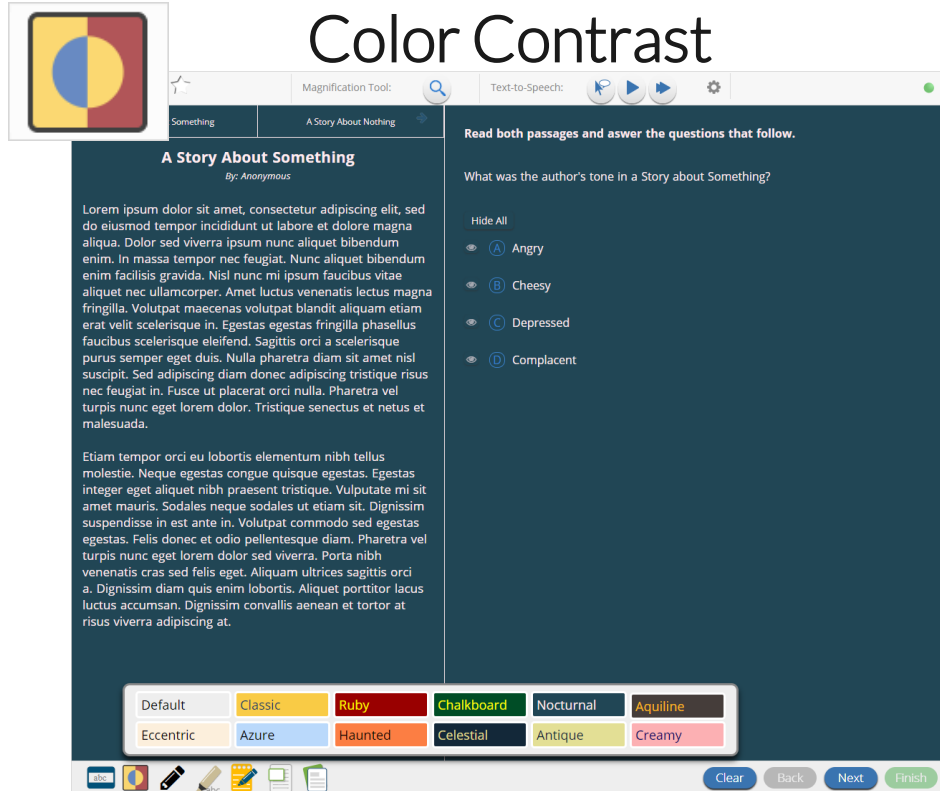 Color Contrast
Magnification Tool:
Text-to-Speech:
Something
A Story About Nothing
A Story About Something
By: Anonymous
Lorem ipsum dolor sit amet, consectetur adipiscing elit, sed
do eiusmod tempor incididunt ut labore et dolore magna
aliqua. Dolor sed viverra ipsum nunc aliquet bibendum
enim. In massa tempor nec feugiat. Nunc aliquet bibendum
enim facilisis gravida. Nisl nunc mi ipsum faucibus vitae
aliquet nec ullamcorper. Amet luctus venenatis lectus magna
fringilla. Volutpat maecenas volutpat blandit aliquam etiam
erat velit scelerisque in. Egestas egestas fringilla phasellus
faucibus scelerisque eleifend. Sagittis orci a scelerisque
purus semper eget duis. Nulla pharetra diam sit amet nisl
suscipit. Sed adipiscing diam donec adipiscing tristique risus
nec feugiat in. Fusce ut placerat orci nulla. Pharetra vel
turpis nunc eget lorem dolor. Tristique senectus et netus et
malesuada.
Etiam tempor orci eu lobortis elementum nibh tellus
molestie. Neque egestas congue quisque egestas. Egestas
integer eget aliquet nibh praesent tristique. Vulputate mi sit
amet mauris. Sodales neque sodales ut etiam sit. Dignissim
suspendisse in est ante in. Volutpat commodo sed egestas
egestas. Felis donec et odio pellentesque diam. Pharetra vel
turpis nunc eget lorem dolor sed viverra. Porta nibh
venenatis cras sed felis eget. Aliquam ultrices sagittis orci
a. Dignissim diam quis enim lobortis. Aliquet porttitor lacus
luctus accumsan. Dignissim convallis aenean et tortor at
risus viverra adipiscing at.
Read both passages and aswer the questions that follow.
What was the author's tone in a Story about Something?
Hide All
A Angry
B Cheesy
C Depressed
D Complacent
Default Classic Ruby Chalkboard Nocturnal Aquiline
Eccentric Azure Haunted Celestial Antique Creamy
abc
abc
Clear Back Next Finish